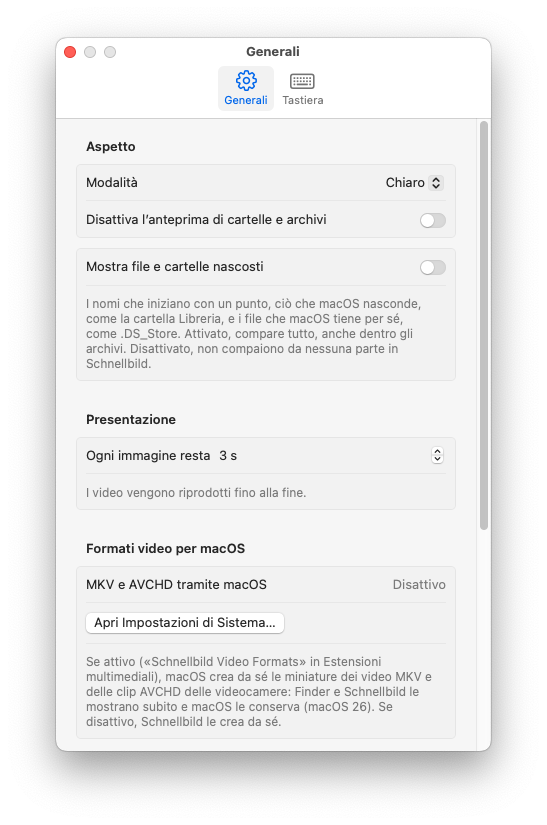 Generali
Generali
Tastiera
Aspetto
Modalità
Chiaro
Disattiva l'anteprima di cartelle e archivi
Mostra file e cartelle nascosti
I nomi che iniziano con un punto, ciò che macOS nasconde,
come la cartella Libreria, e i file che macOS tiene per sé,
come .DS_Store. Attivato, compare tutto, anche dentro gli
archivi. Disattivato, non compaiono da nessuna parte in
Schnellbild.
Presentazione
Ogni immagine resta 3 s
I video vengono riprodotti fino alla fine.
Formati video per macOS
MKV e AVCHD tramite macOS
Disattivo
Apri Impostazioni di Sistema...
Se attivo («Schnellbild Video Formats» in Estensioni
multimediali), macOS crea da sé le miniature dei video MKV e
delle clip AVCHD delle videocamere: Finder e Schnellbild le
mostrano subito e macOS le conserva (macOS 26). Se
disattivo, Schnellbild le crea da sé.